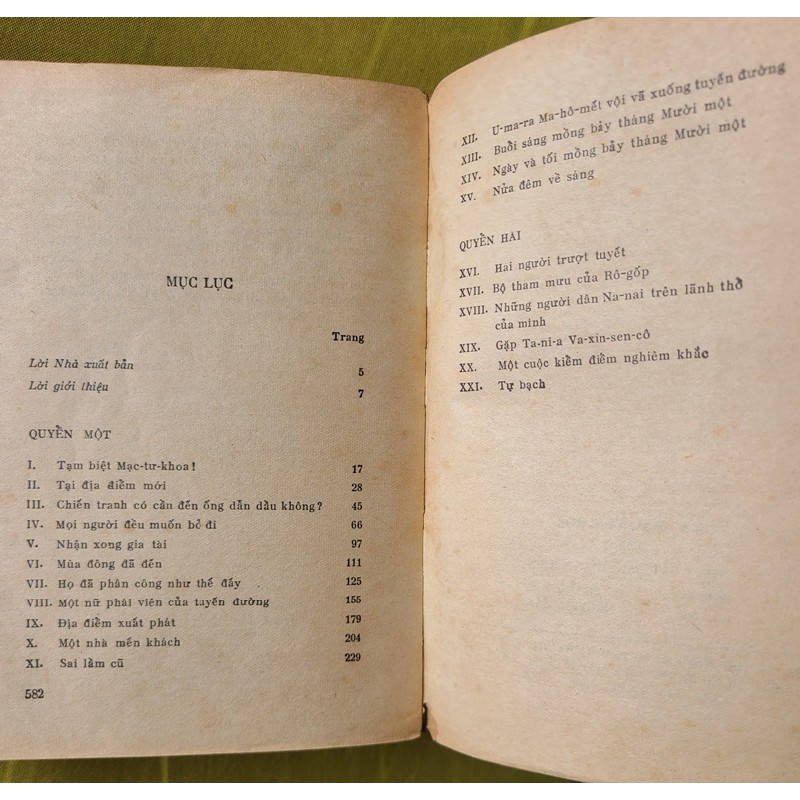 MỤC LỤC
Trang
Lời Nhà xuất bản 5
Lời giới thiệu 7
QUYỂN MỘT
I. Tạm biệt Mạc-tư-khoa! 17
II. Tại địa điểm mới 28
III. Chiến tranh có cần đến ống dẫn dầu không? 45
IV. Mọi người đều muốn bỏ đi 66
V. Nhận xong gia tài 97
VI. Mùa đông đã đến 111
VII. Họ đã phân công như thế đấy 125
VIII. Một nữ phái viên của tuyến đường 155
IX. Địa điểm xuất phát 179
X. Một nhà mến khách 204
XI. Sai lầm cũ 229
582
XII. U-ma-ra Ma-hô-mét vội vã xuống tuyến đường
XIII. Buổi sáng mồng bảy tháng Mười một
XIV. Ngày và tối mồng bảy tháng Mười một
XV. Nửa đêm về sáng
QUYỂN HAI
XVI. Hai người trượt tuyết
XVII. Bộ tham mưu của Rô-gốp
XVIII. Những người dân Na-nai trên lãnh thổ
của mình
XIX. Gặp Ta-ni-a Va-xin-sen-cô
XX. Một cuộc kiểm điểm nghiêm khắc
XXI. Tự bạch